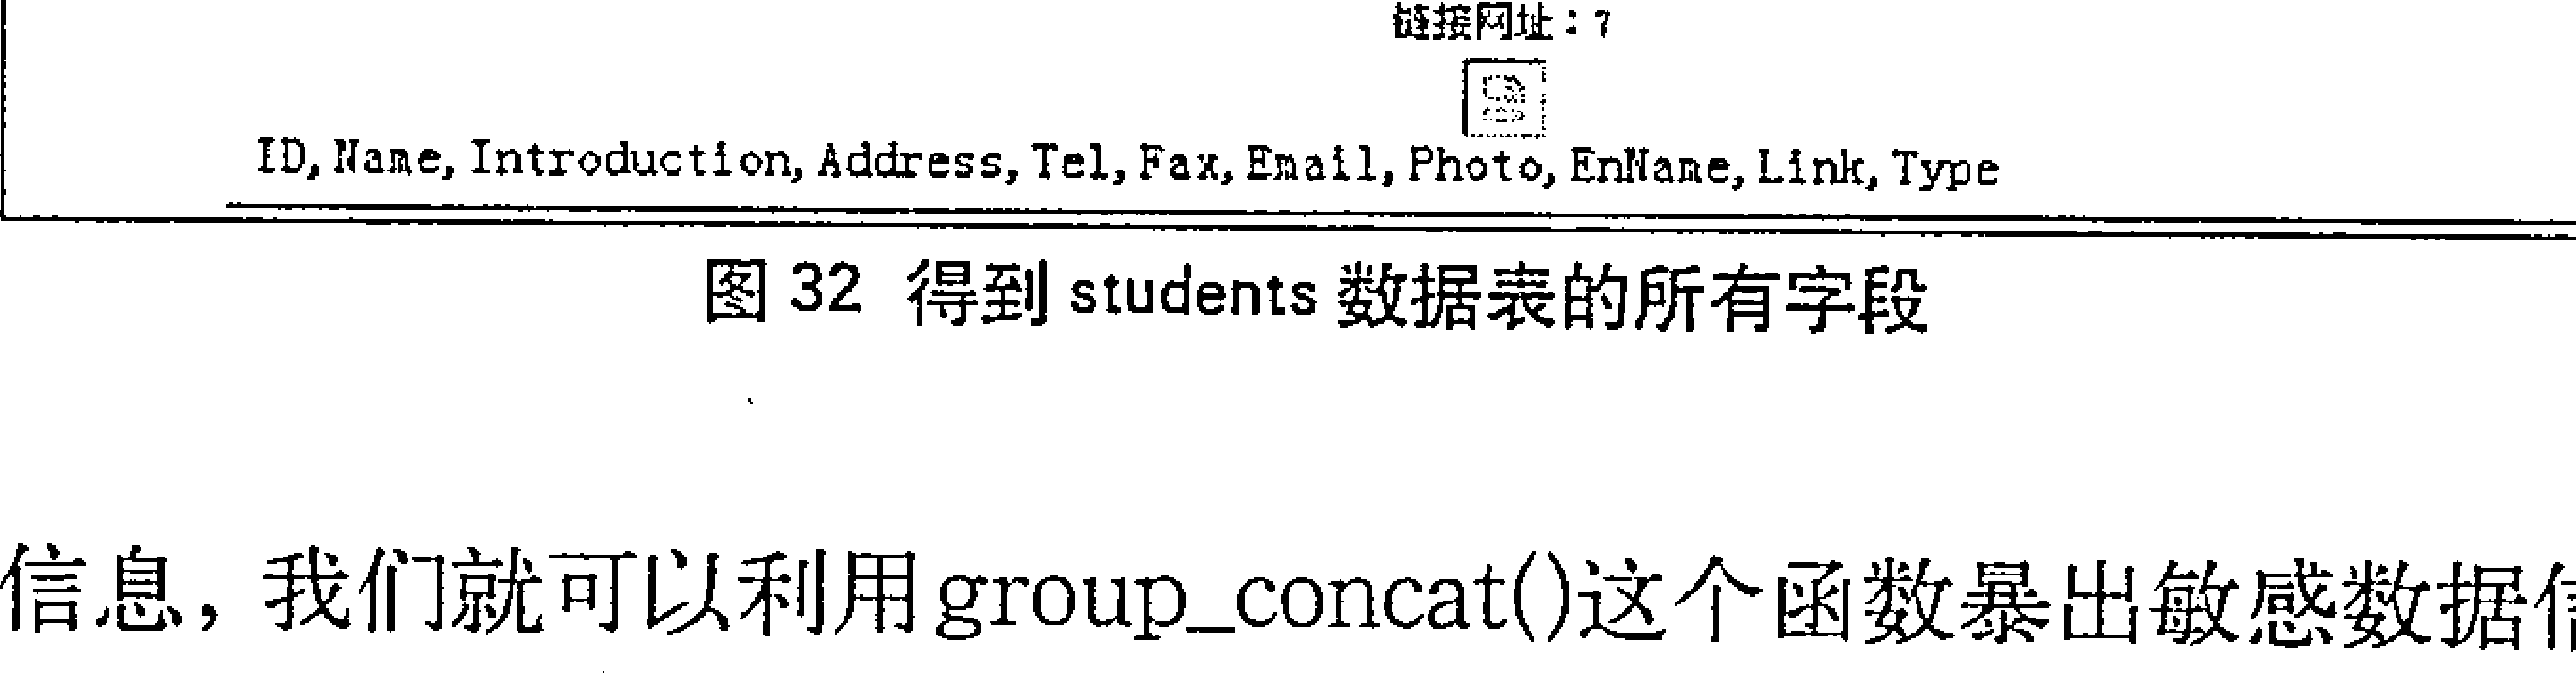 链接网址：7
ID,Name,Introduction,Address,Tel,Fax,Email,Photo,EnName,Link,Type
图 32 得到 students 数据表的所有字段
信息，我们就可以利用group_concat()这个函数暴出敏感数据信